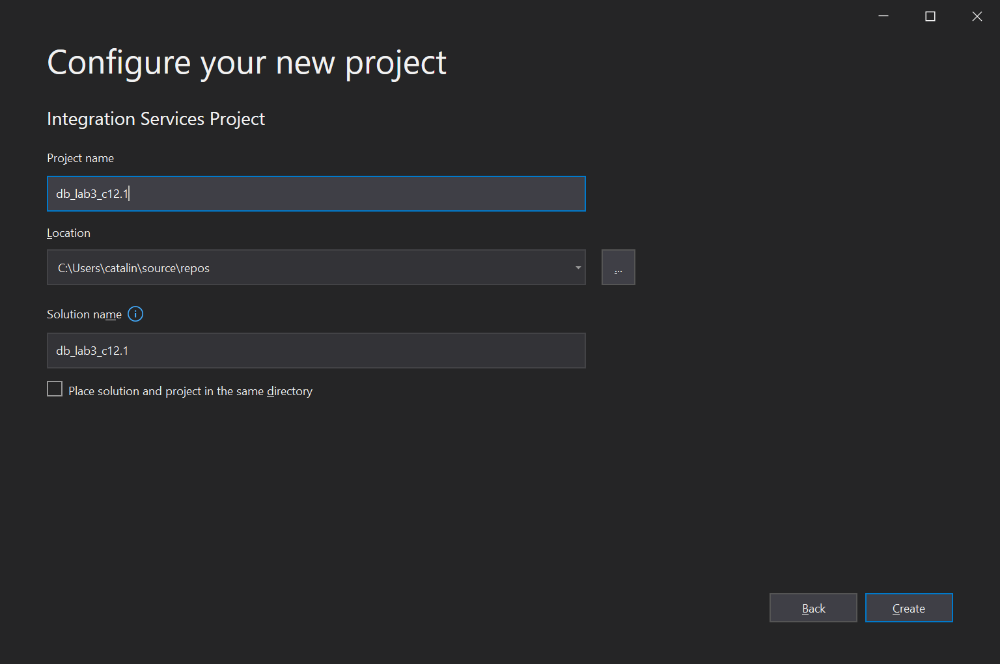 Configure your new project
Integration Services Project
Project name
db_lab3_c12.1
Location
C:\Users\catalin\source\repos
...
Solution name
db_lab3_c12.1
Place solution and project in the same directory
Back
Create